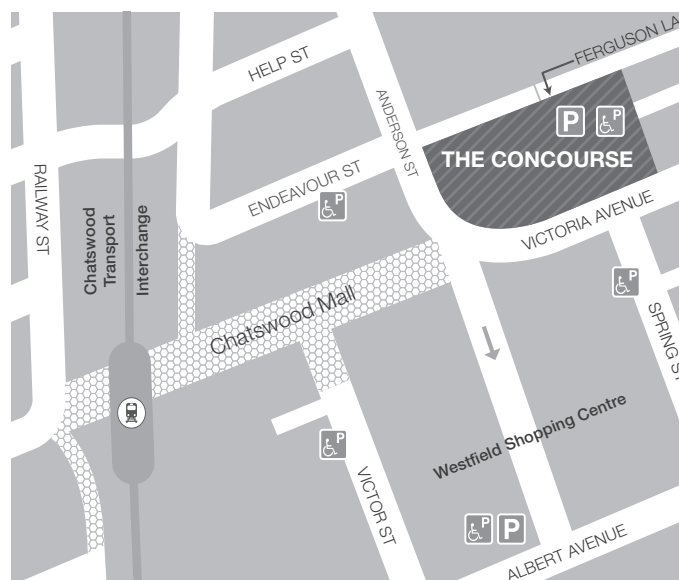 HELP ST
FERGUSON LA
ANDERSON ST
P
P
THE CONCOURSE
RAILWAY ST
ENDEAVOUR ST
P
VICTORIA AVENUE
Chatswood
Transport
Interchange
P
Chatswood Mall
SPRING ST
Westfield Shopping Centre
P
VICTOR ST
P
P
ALBERT AVENUE